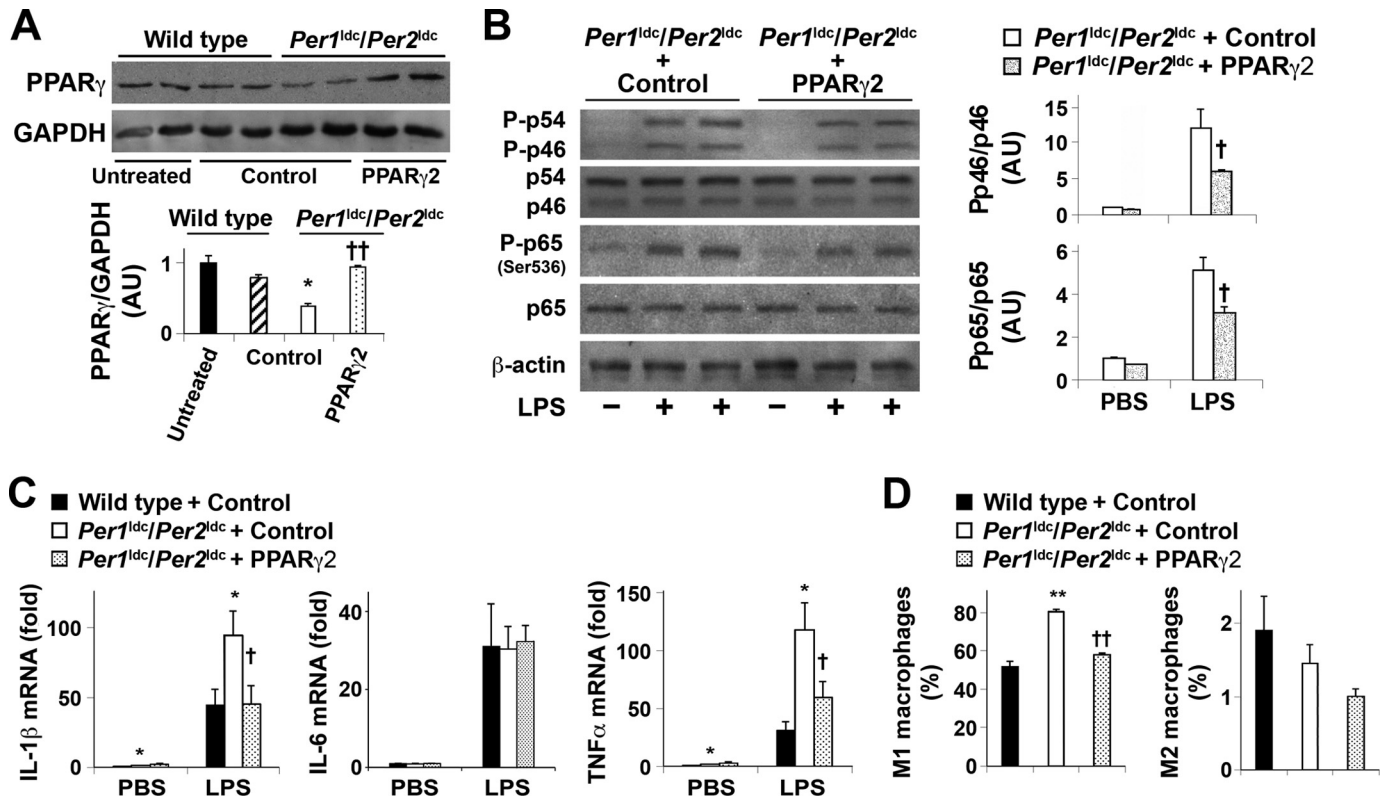 A
Wild type Per1ldc/Per2ldc
PPARγ
GAPDH
Untreated Control PPARγ2
Wild type Per1ldc/Per2ldc
PPARγ/GAPDH
(AU)
1
0
*
††
Untreated
Control
PPARγ2
B
Per1ldc/Per2ldc Per1ldc/Per2ldc
+ +
Control PPARγ2
P-p54
P-p46
p54
p46
P-p65
(Ser536)
p65
β-actin
LPS − + + − + +
Per1ldc/Per2ldc + Control
Per1ldc/Per2ldc + PPARγ2
Pp46/p46
(AU)
15
10
5
0
†
Pp65/p65
(AU)
6
4
2
0
†
PBS LPS
C
Wild type + Control
Per1ldc/Per2ldc + Control
Per1ldc/Per2ldc + PPARγ2
IL-1β mRNA (fold)
100
50
0
*
*
†
PBS LPS
IL-6 mRNA (fold)
40
20
0
PBS LPS
TNFα mRNA (fold)
150
100
50
0
*
*
†
PBS LPS
D
Wild type + Control
Per1ldc/Per2ldc + Control
Per1ldc/Per2ldc + PPARγ2
M1 macrophages
(%)
80
60
40
20
0
**
††
M2 macrophages
(%)
2
1
0